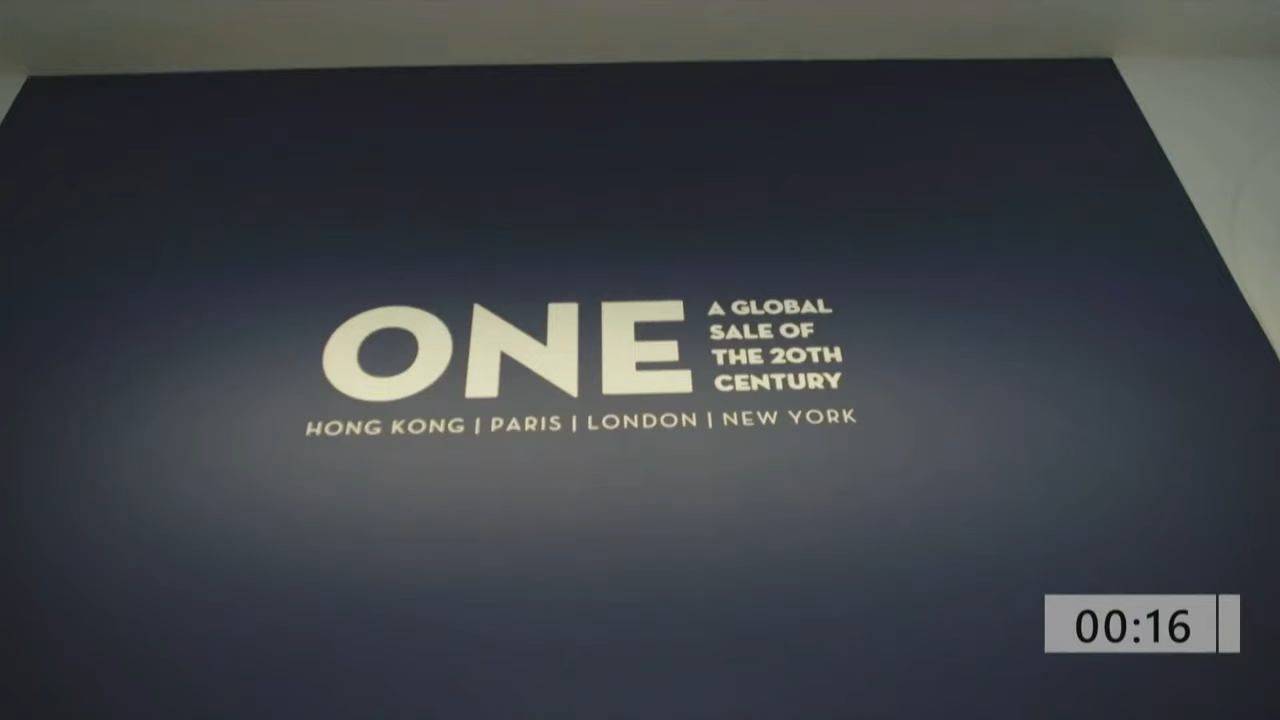 ONE
A GLOBAL
SALE OF
THE 20TH
CENTURY
HONG KONG | PARIS | LONDON | NEW YORK
00:16